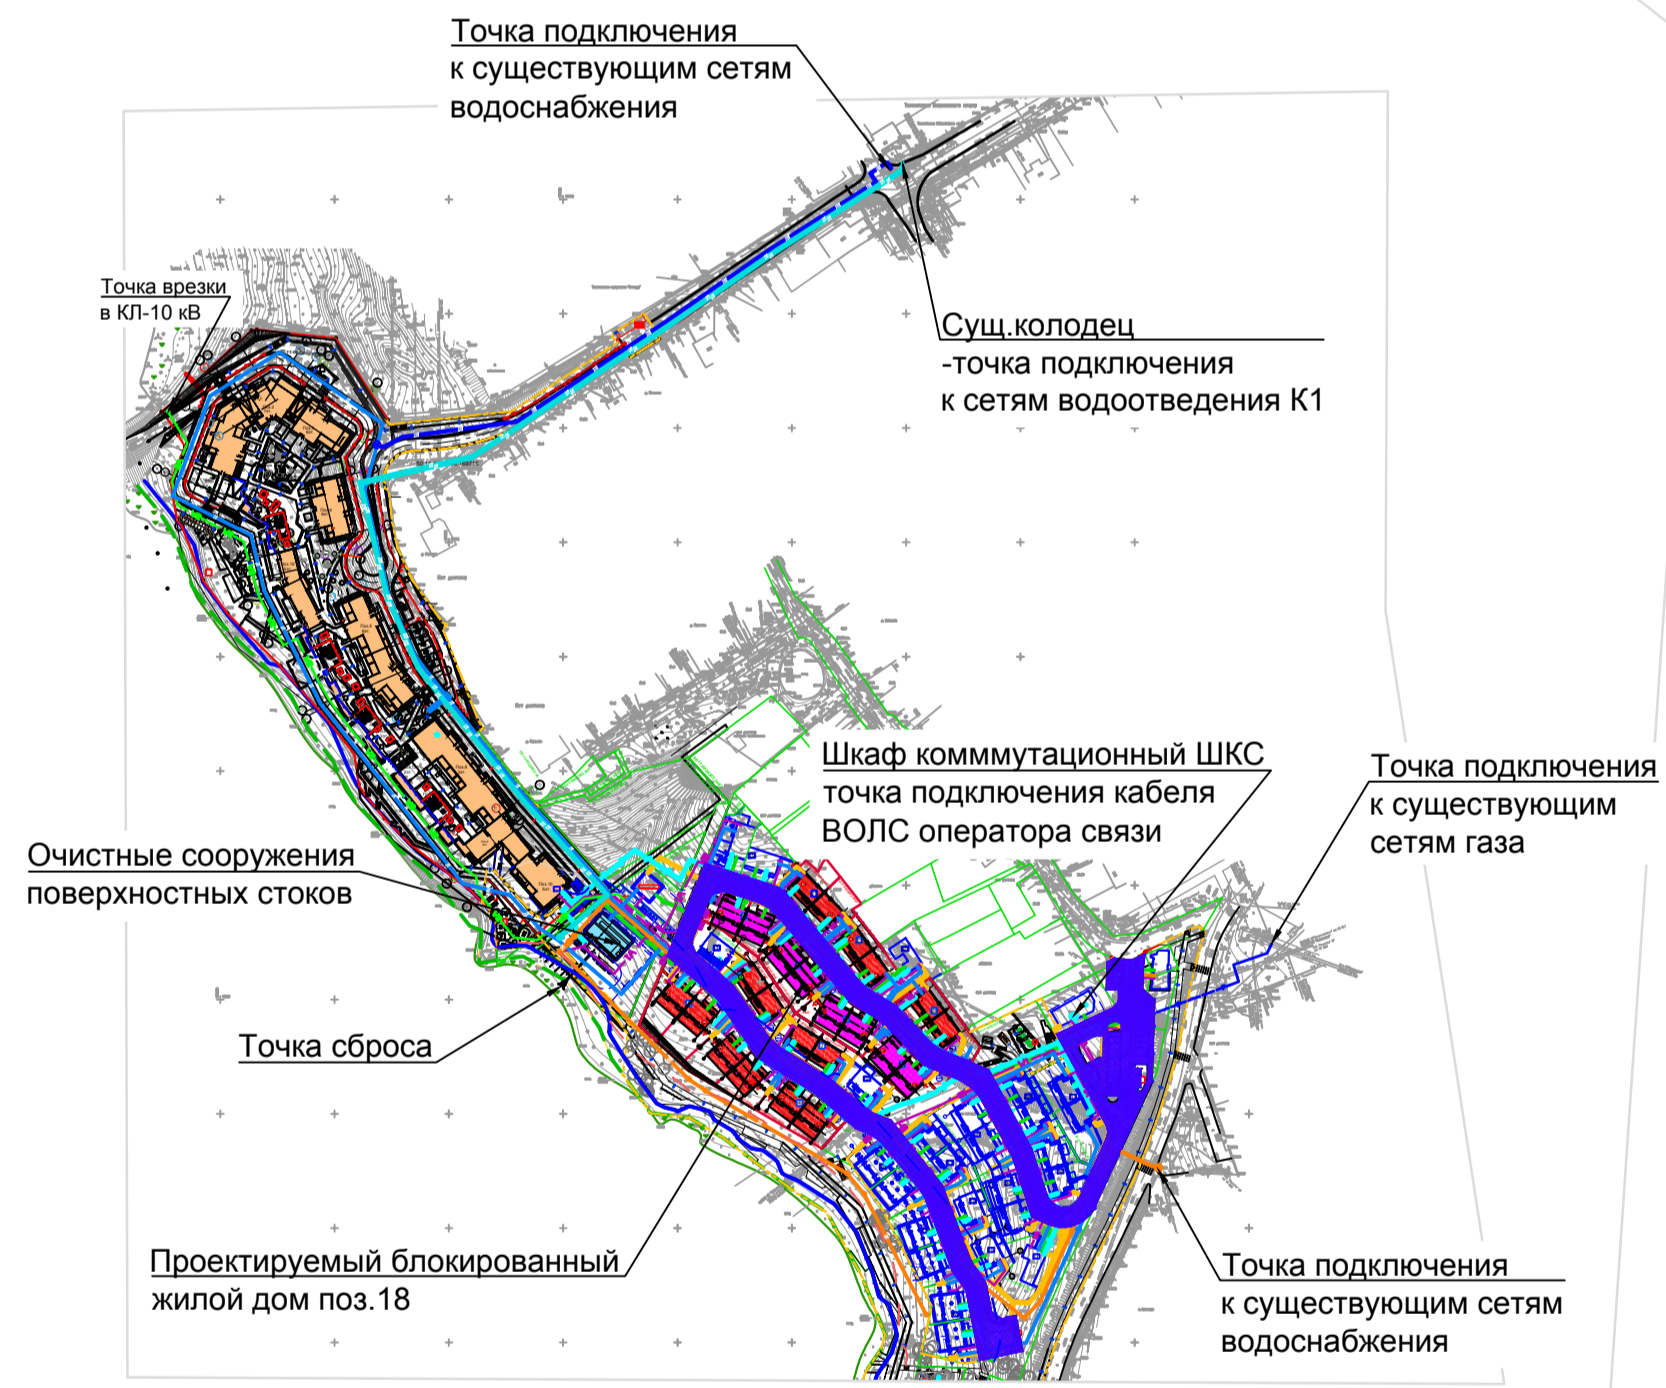 Точка подключения
к существующим сетям
водоснабжения
Точка врезки
в КЛ-10 кВ
Сущ.колодец
-точка подключения
к сетям водоотведения К1
Шкаф комммутационный ШКС
точка подключения кабеля
ВОЛС оператора связи
Точка подключения
к существующим
сетям газа
Очистные сооружения
поверхностных стоков
Точка сброса
Проектируемый блокированный
жилой дом поз.18
Точка подключения
к существующим сетям
водоснабжения